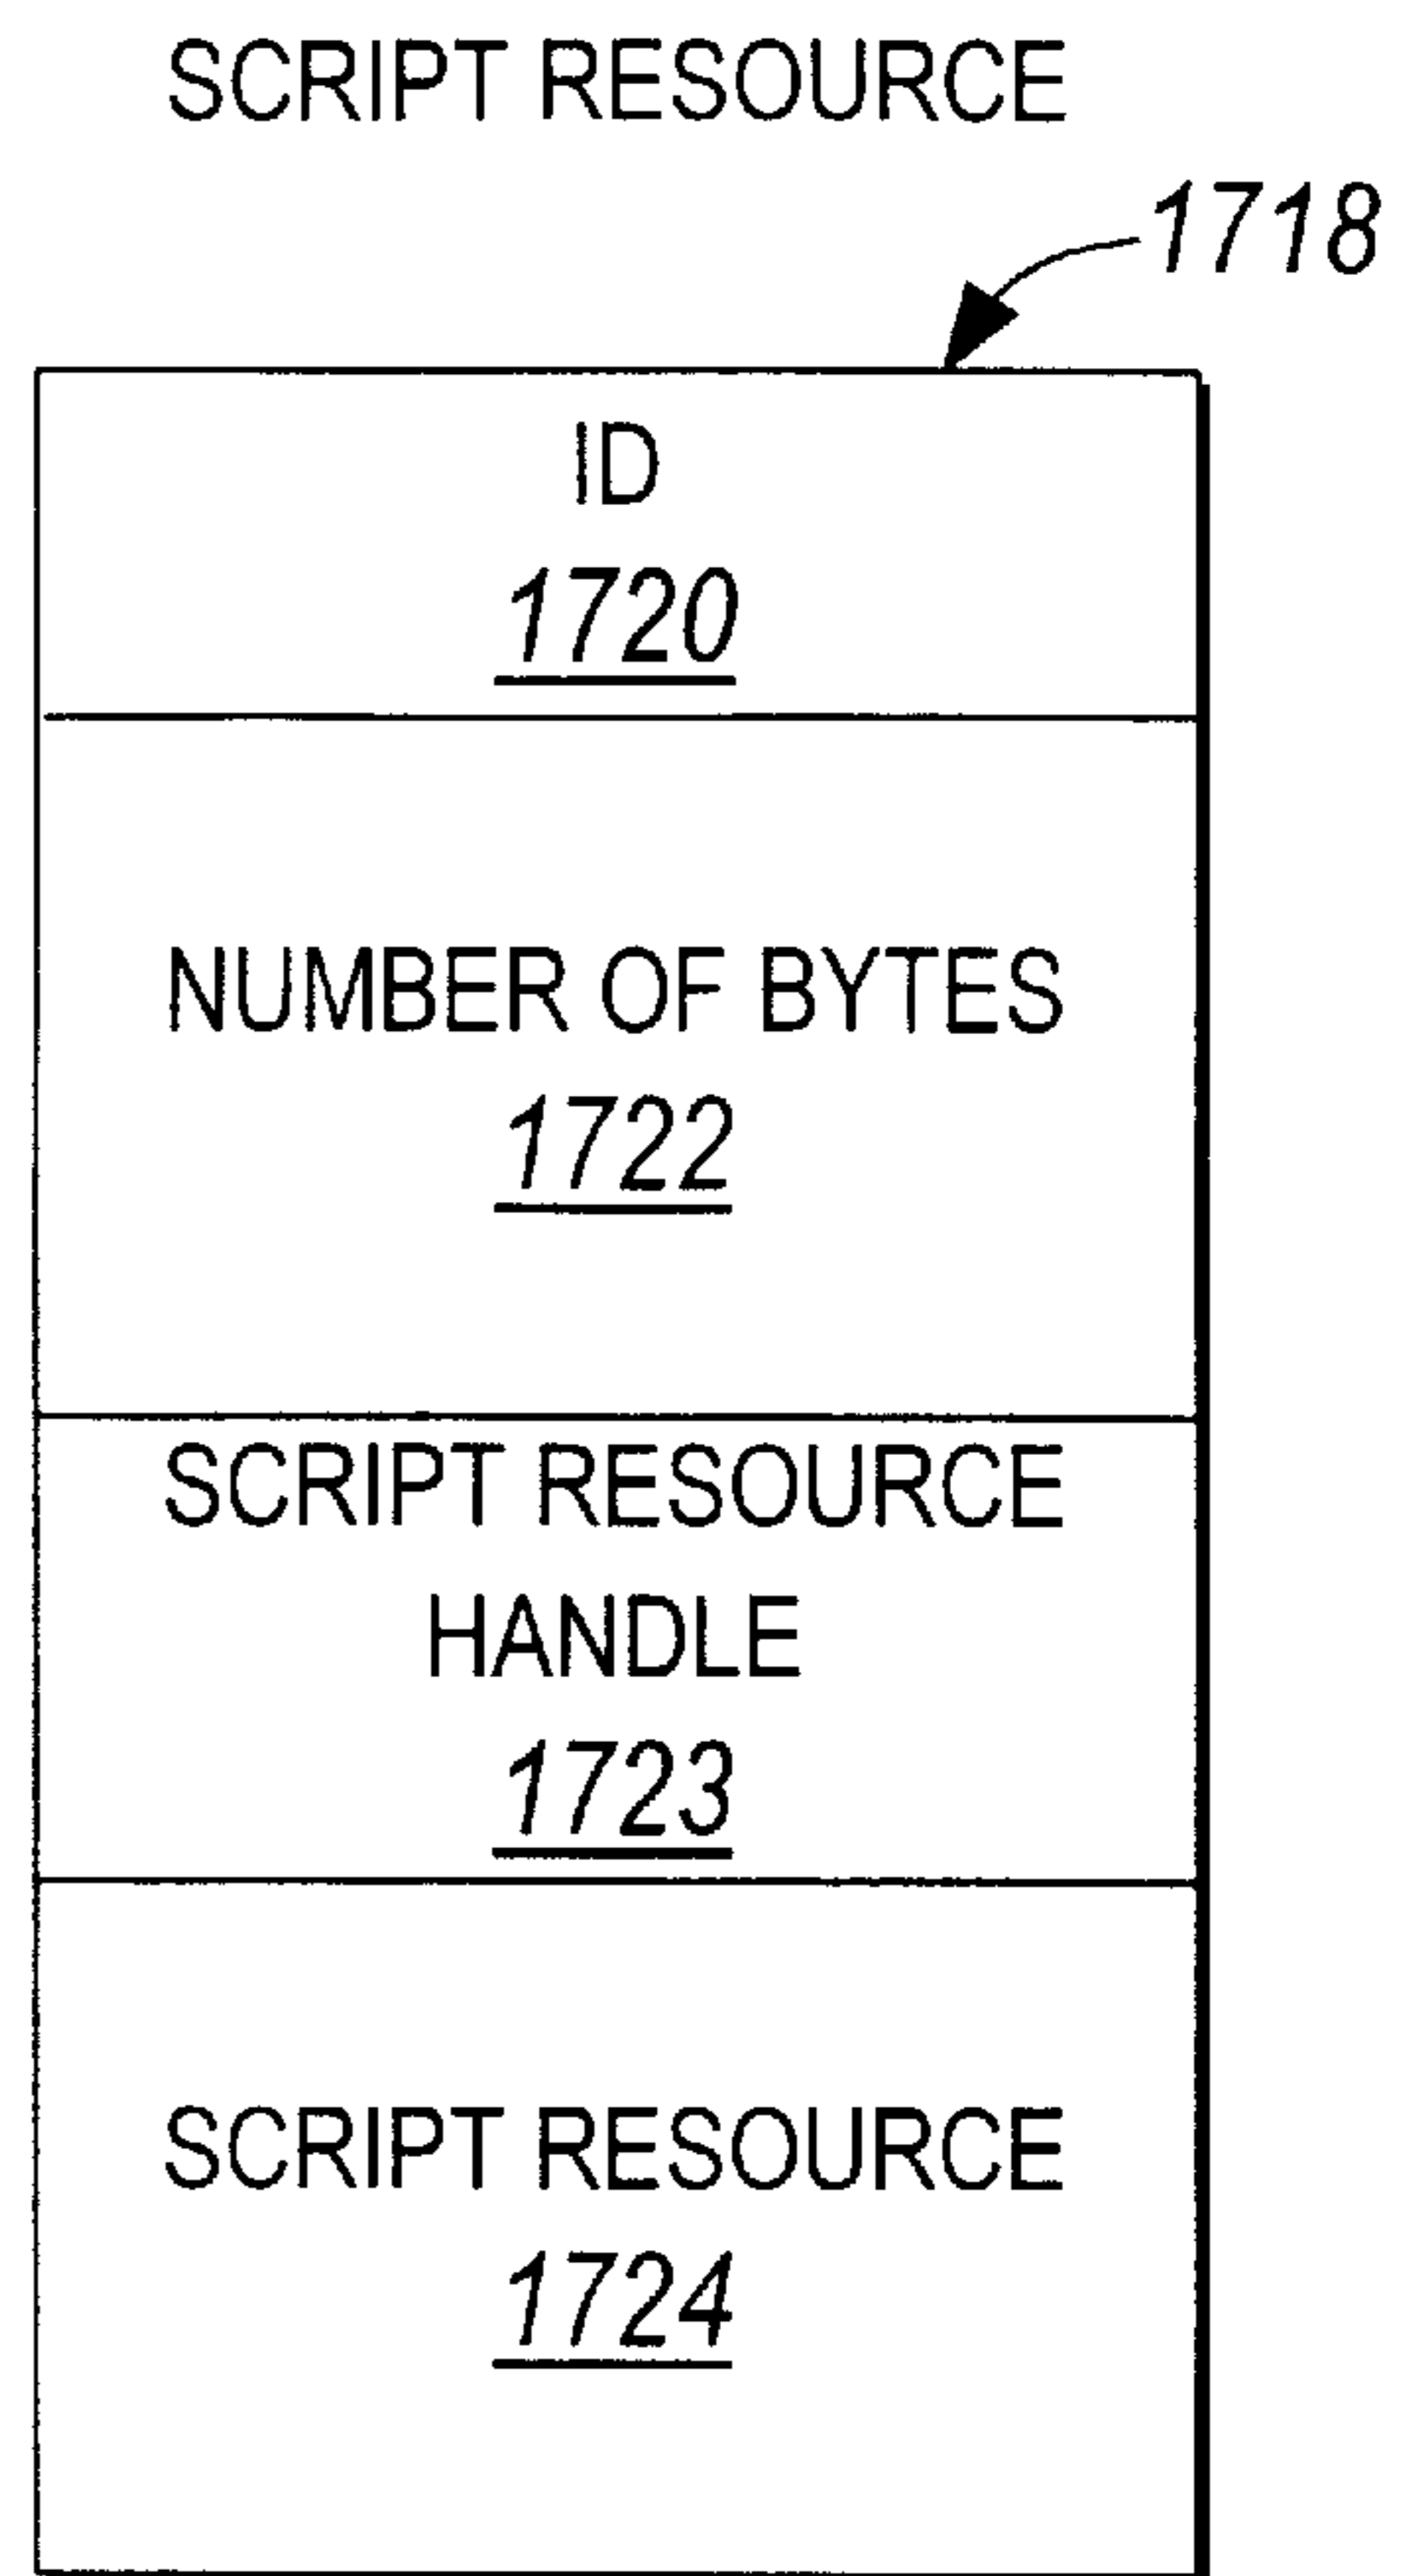 SCRIPT RESOURCE
1718
ID
1720
NUMBER OF BYTES
1722
SCRIPT RESOURCE
HANDLE
1723
SCRIPT RESOURCE
1724